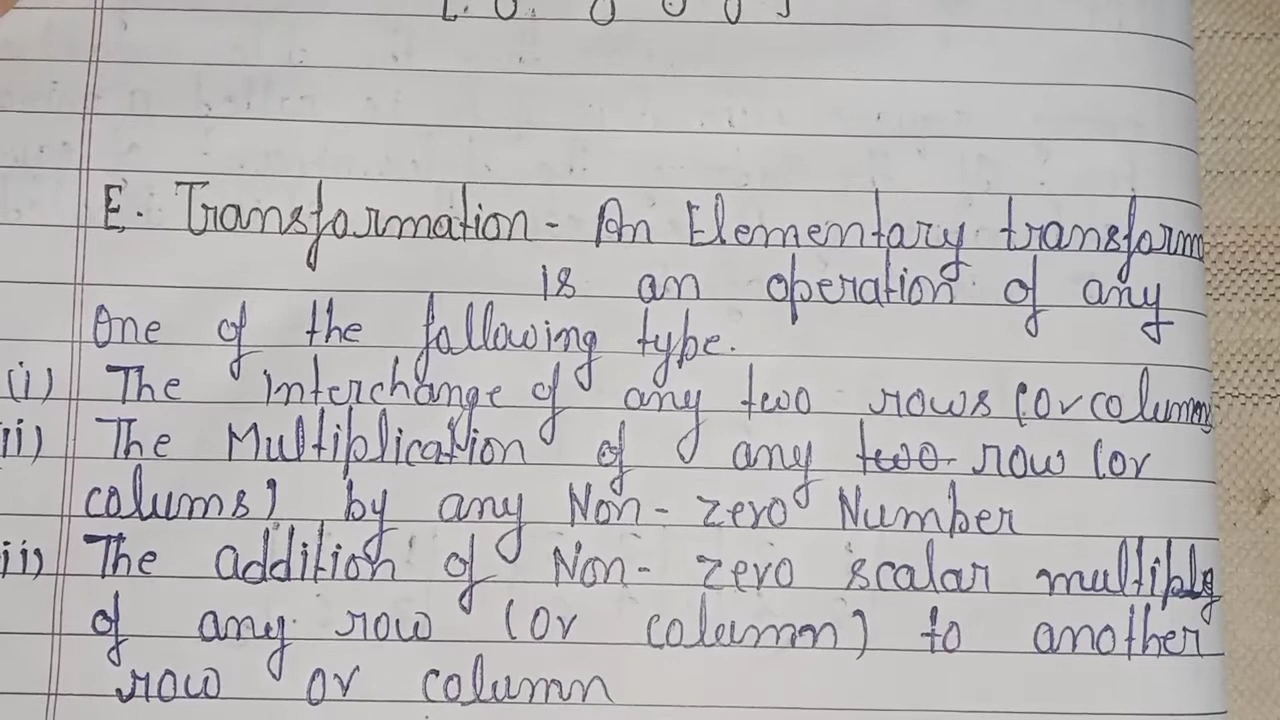 E. Transformation - An Elementary transform
is an operation of any
One of the following type.
(i) The interchange of any two rows (or column
ii) The Multiplication of any two row (or
colums) by any Non-zero Number
iii) The addition of Non-zero scalar multiply
of any row (or column) to another
row or column